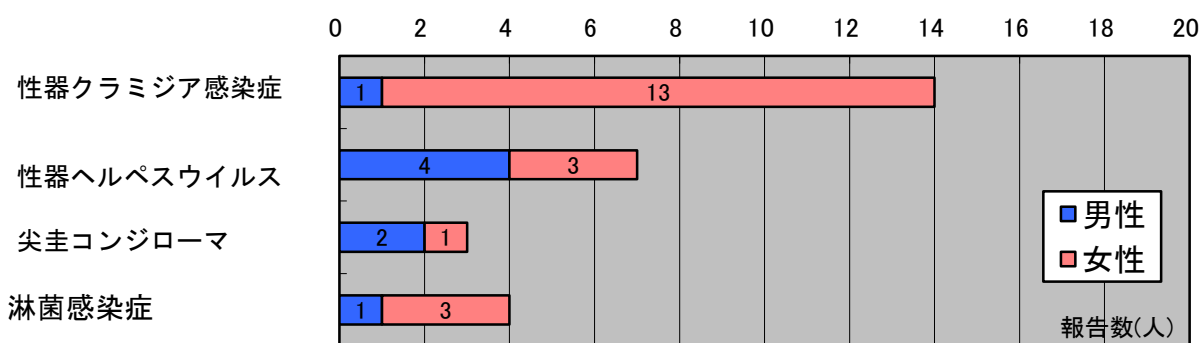 0 2 4 6 8 10 12 14 16 18 20
性器クラミジア感染症
1 13
性器ヘルペスウイルス
4 3
尖圭コンジローマ
2 1
淋菌感染症
1 3
男性
女性
報告数(人)